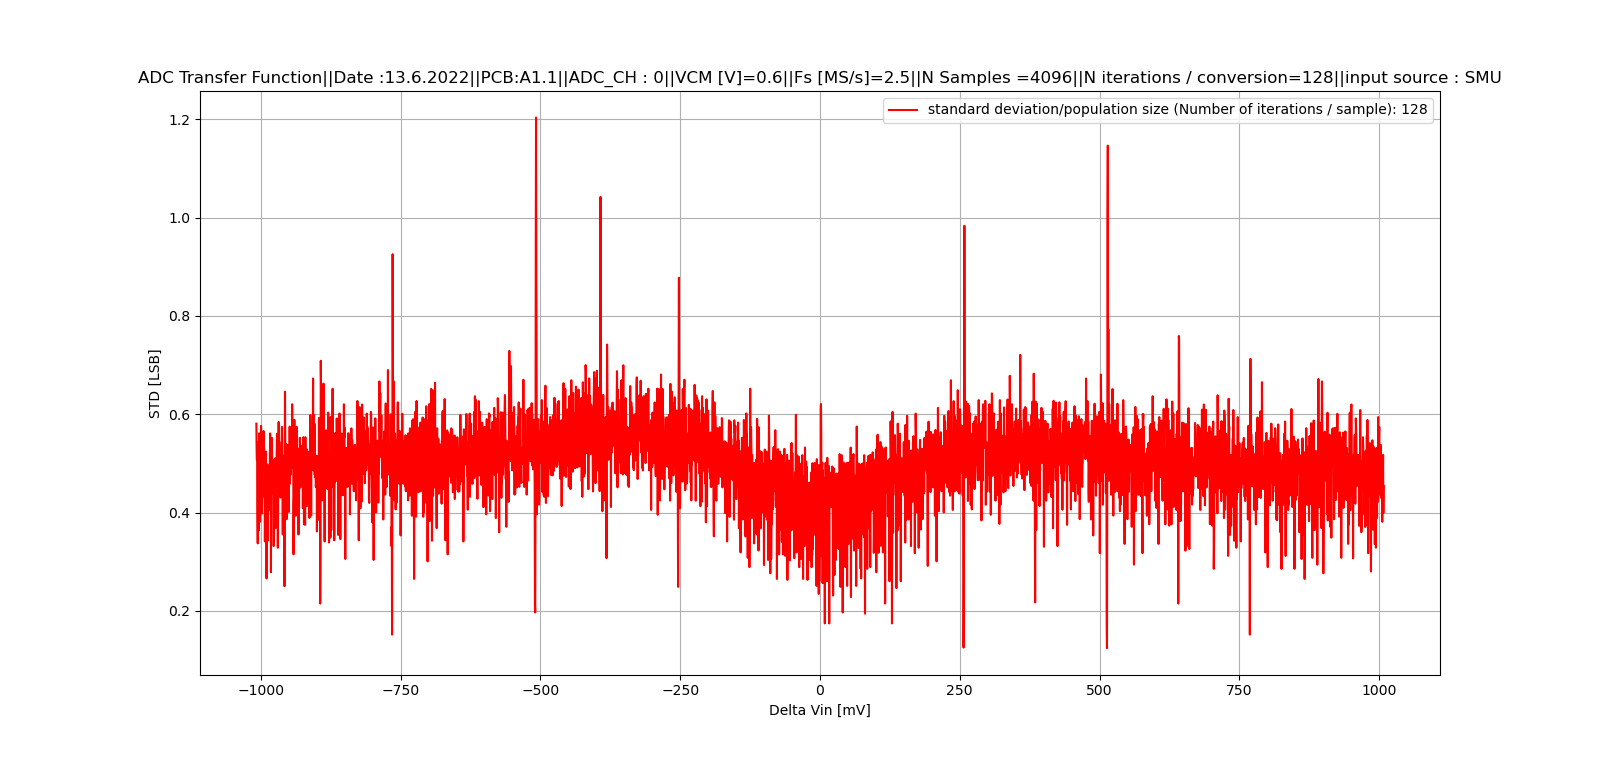 ADC Transfer Function||Date :13.6.2022||PCB:A1.1||ADC_CH : 0||VCM [V]=0.6||Fs [MS/s]=2.5||N Samples =4096||N iterations / conversion=128||input source : SMU
standard deviation/population size (Number of iterations / sample): 128
1.2
1.0
0.8
0.6
0.4
0.2
STD [LSB]
−1000 −750 −500 −250 0 250 500 750 1000
Delta Vin [mV]